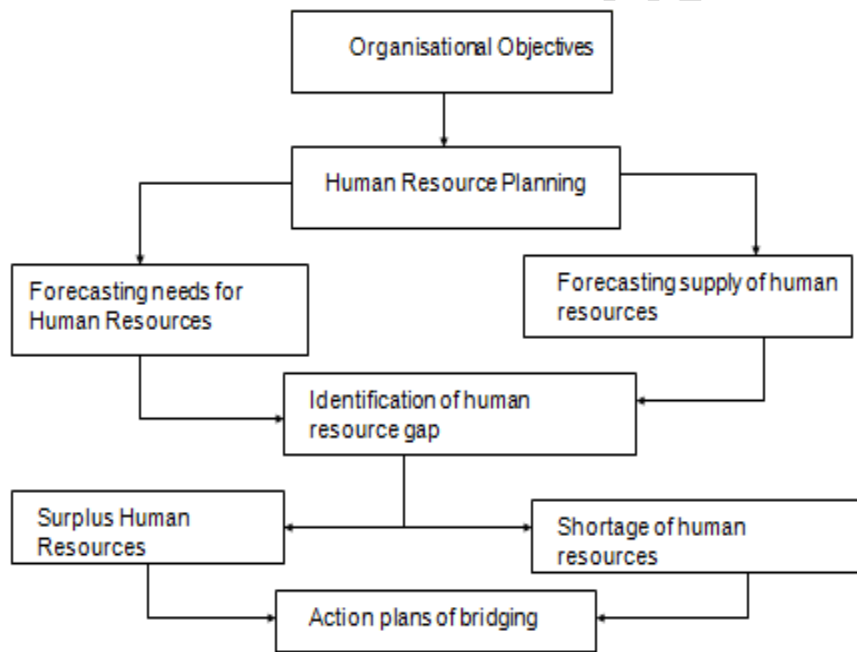 Organisational Objectives
Human Resource Planning
Forecasting needs for
Human Resources
Forecasting supply of human
resources
Identification of human
resource gap
Surplus Human
Resources
Shortage of human
resources
Action plans of bridging